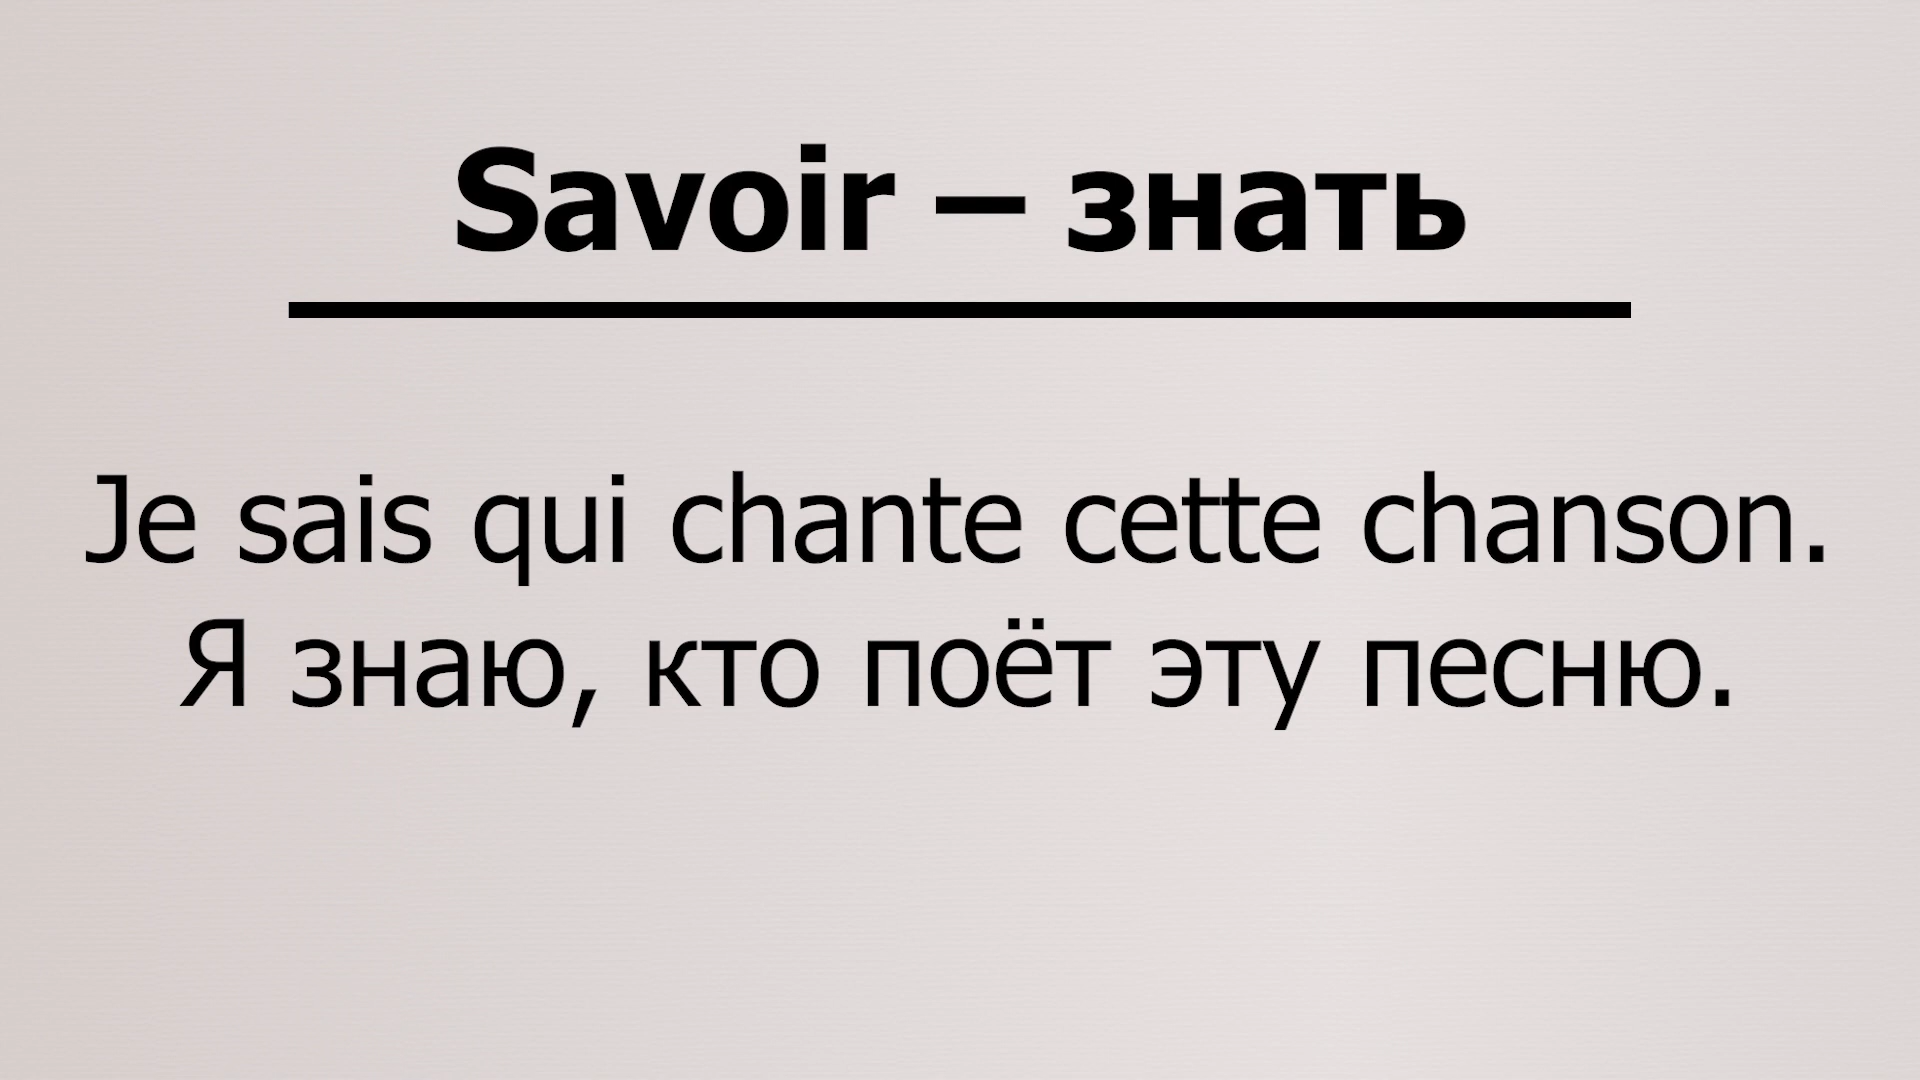 Savoir – знать
Je sais qui chante cette chanson.
Я знаю, кто поёт эту песню.